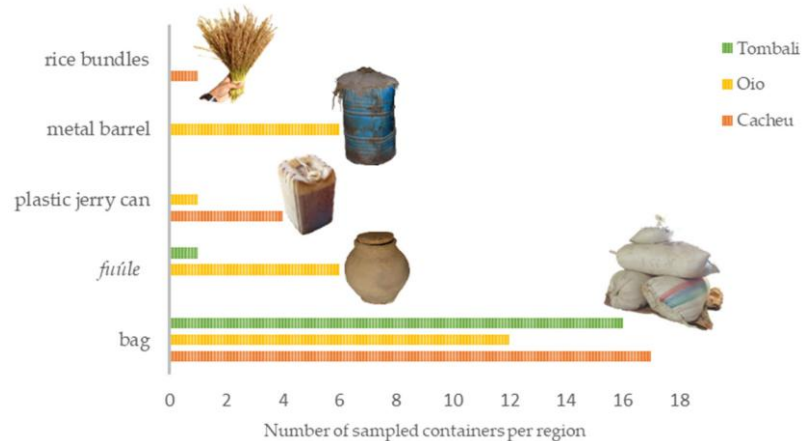 rice bundles
metal barrel
plastic jerry can
fuúle
bag
0 2 4 6 8 10 12 14 16 18
Number of sampled containers per region
Tombali
Oio
Cacheu